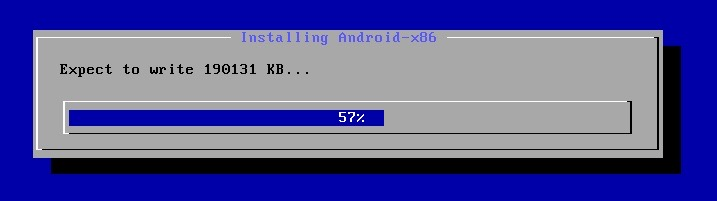 Installing Android-x86
Expect to write 190131 KB...
57%